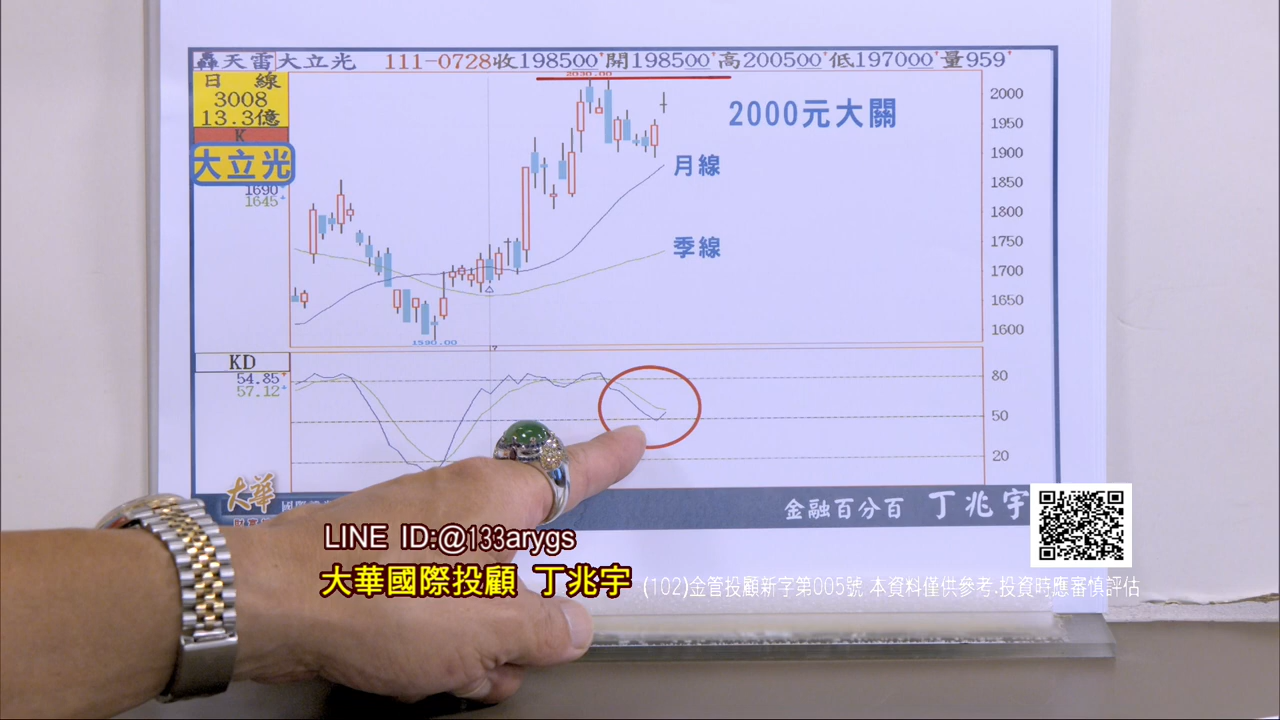 轟天雷大立光 111-0728收198500'開198500'高200500'低197000'量959'
日 線
3008
13.3億
K
大立光
1690
1645
2030.00
2000元大關
月線
季線
1590.00
2000
1950
1900
1850
1800
1750
1700
1650
1600
KD
54.85
57.12
80
50
20
大華
金融百分百 丁兆宇
LINE ID:@133arygs
大華國際投顧 丁兆宇
(102)金管投顧新字第005號 本資料僅供參考.投資時應審慎評估